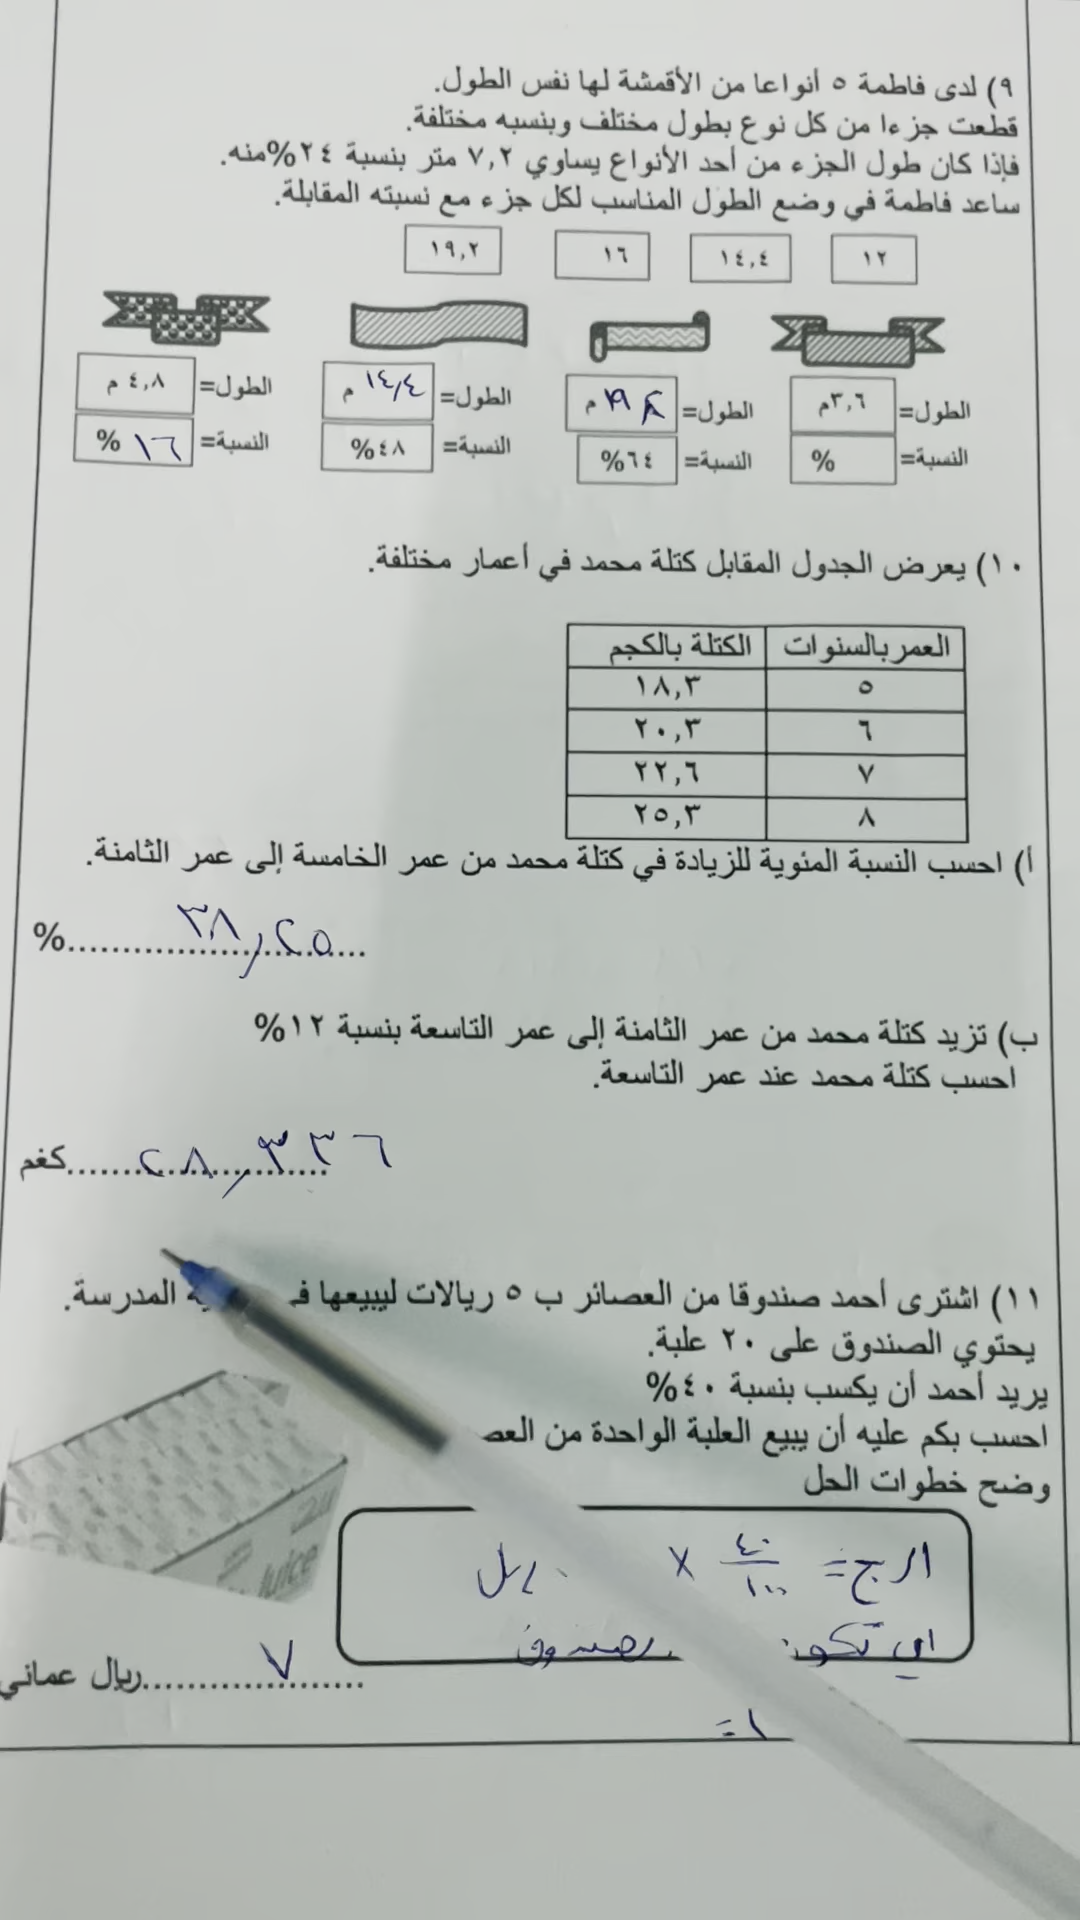 ٩) لدى فاطمة ٥ أنواعا من الأقمشة لها نفس الطول.
قطعت جزءا من كل نوع بطول مختلف وبنسبه مختلفة.
فإذا كان طول الجزء من أحد الأنواع يساوي ٧,٢ متر بنسبة ٢٤%منه.
ساعد فاطمة في وضع الطول المناسب لكل جزء مع نسبته المقابلة.
١٢ ١٤,٤ ١٦ ١٩,٢
الطول= ٣,٦م الطول= ١٩,٢ م الطول= ١٤,٤ م الطول= ٤,٨ م
النسبة= % النسبة= ٦٤% النسبة= ٤٨% النسبة= ١٦ %
١٠) يعرض الجدول المقابل كتلة محمد في أعمار مختلفة.
العمر بالسنوات الكتلة بالكجم
٥ ١٨,٣
٦ ٢٠,٣
٧ ٢٢,٦
٨ ٢٥,٣
أ) احسب النسبة المئوية للزيادة في كتلة محمد من عمر الخامسة إلى عمر الثامنة.
٣٨,٢٥ %
ب) تزيد كتلة محمد من عمر الثامنة إلى عمر التاسعة بنسبة ١٢%
احسب كتلة محمد عند عمر التاسعة.
٢٨,٣٣٦ كغم
١١) اشترى أحمد صندوقا من العصائر ب ٥ ريالات ليبيعها المدرسة.
يحتوي الصندوق على ٢٠ علبة.
يريد أحمد أن يكسب بنسبة ٤٠%
احسب بكم عليه أن يبيع العلبة الواحدة من
وضح خطوات الحل
2
juice
الربح = ٤٠/١٠٠ × ريال
٧ ريال عماني
= ١